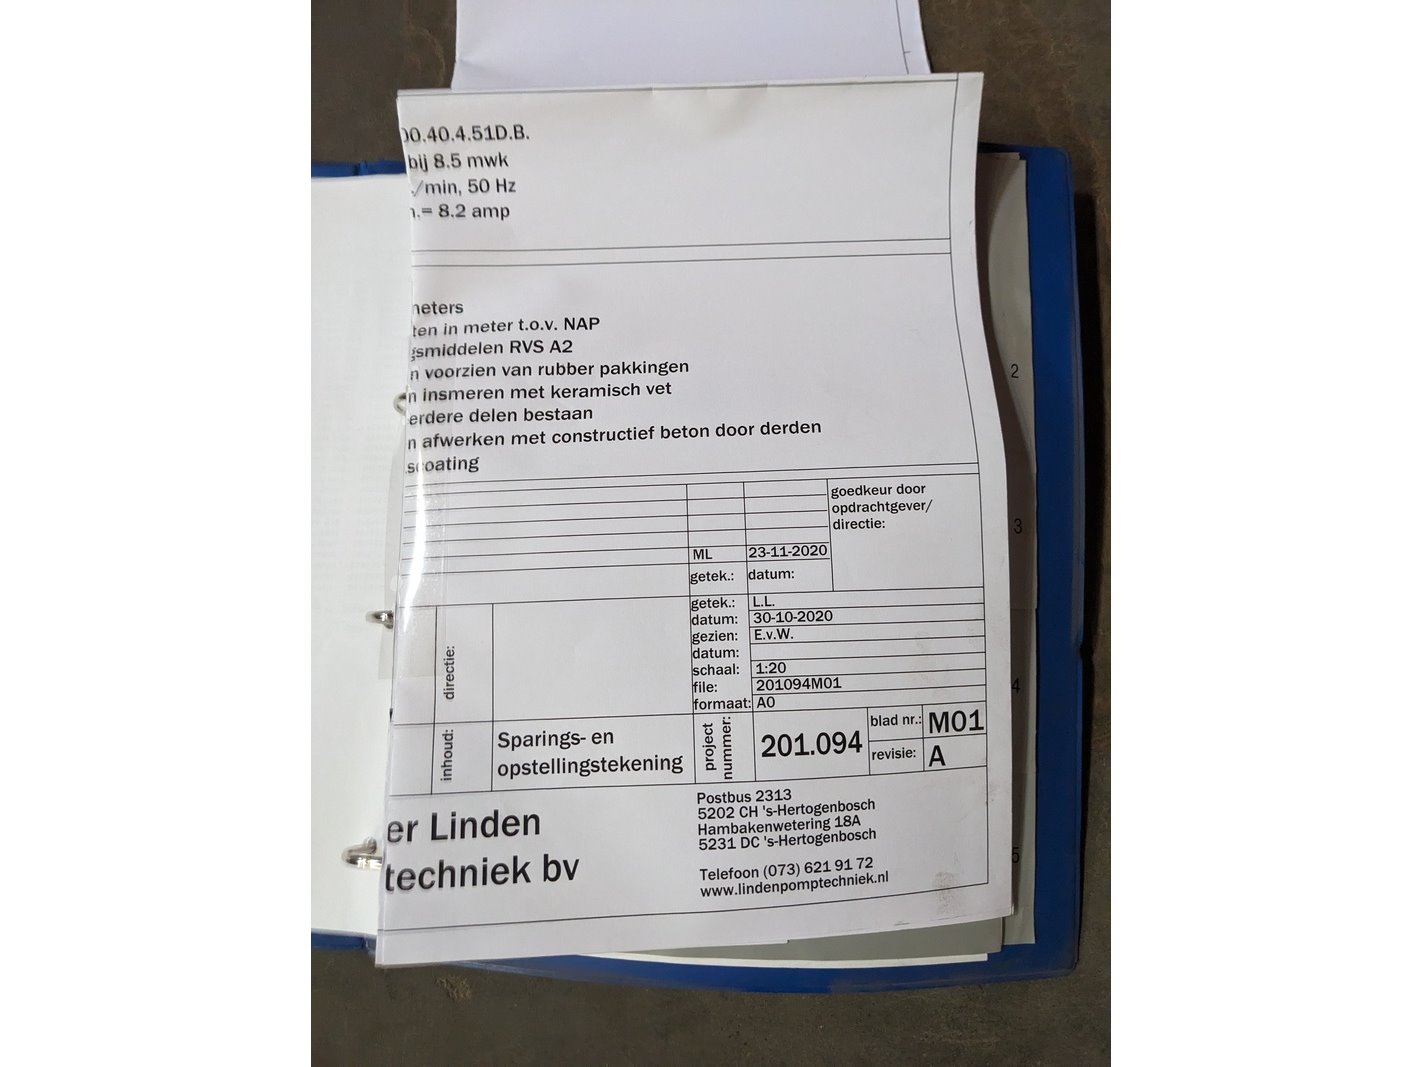 00.40.4.51D.B.
bij 8.5 mwk
./min, 50 Hz
.= 8.2 amp
meters
ten in meter t.o.v. NAP
gsmiddelen RVS A2
n voorzien van rubber pakkingen
n insmeren met keramisch vet
erdere delen bestaan
n afwerken met constructief beton door derden
scoating
goedkeur door
opdrachtgever/
directie:
ML 23-11-2020
getek.: datum:
getek.: L.L.
datum: 30-10-2020
gezien: E.v.W.
datum:
schaal: 1:20
file: 201094M01
formaat: A0
directie:
inhoud:
Sparings- en
opstellingstekening
project
nummer:
201.094
blad nr.: M01
revisie: A
er Linden
techniek bv
Postbus 2313
5202 CH 's-Hertogenbosch
Hambakenwetering 18A
5231 DC 's-Hertogenbosch
Telefoon (073) 621 91 72
www.lindenpomptechniek.nl
2
3
4
5